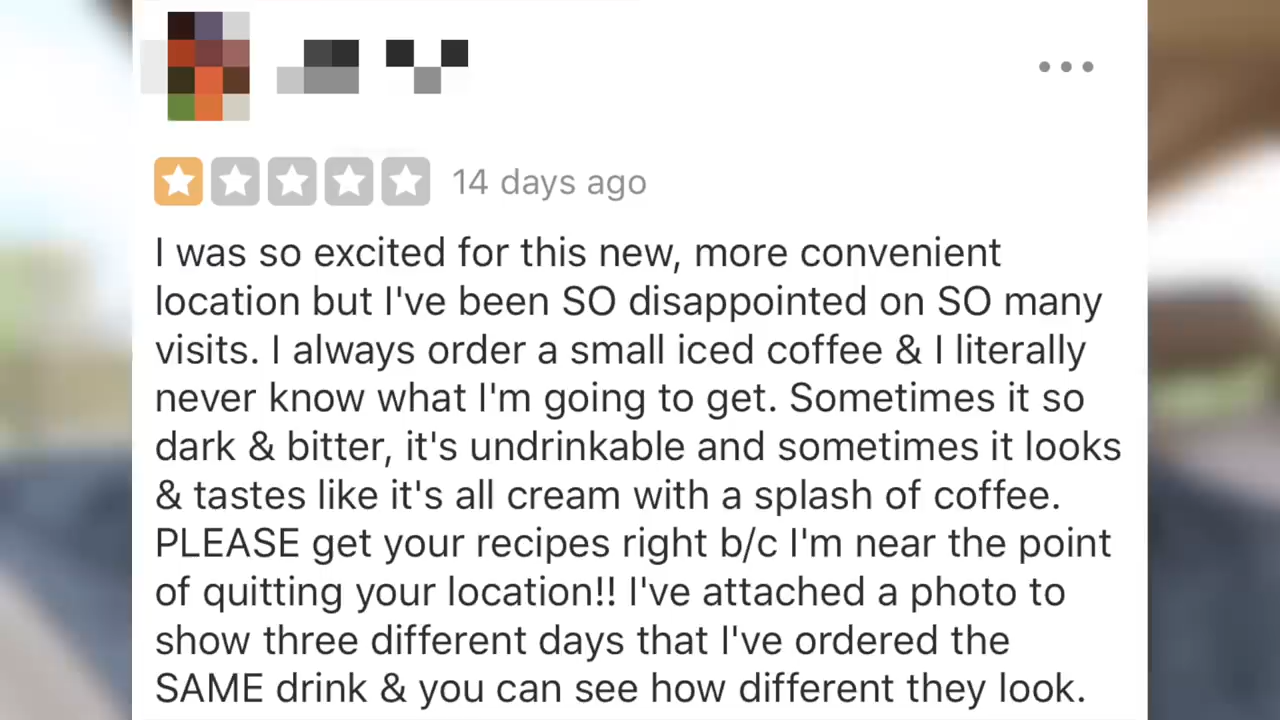 14 days ago
I was so excited for this new, more convenient
location but I've been SO disappointed on SO many
visits. I always order a small iced coffee & I literally
never know what I'm going to get. Sometimes it so
dark & bitter, it's undrinkable and sometimes it looks
& tastes like it's all cream with a splash of coffee.
PLEASE get your recipes right b/c I'm near the point
of quitting your location!! I've attached a photo to
show three different days that I've ordered the
SAME drink & you can see how different they look.